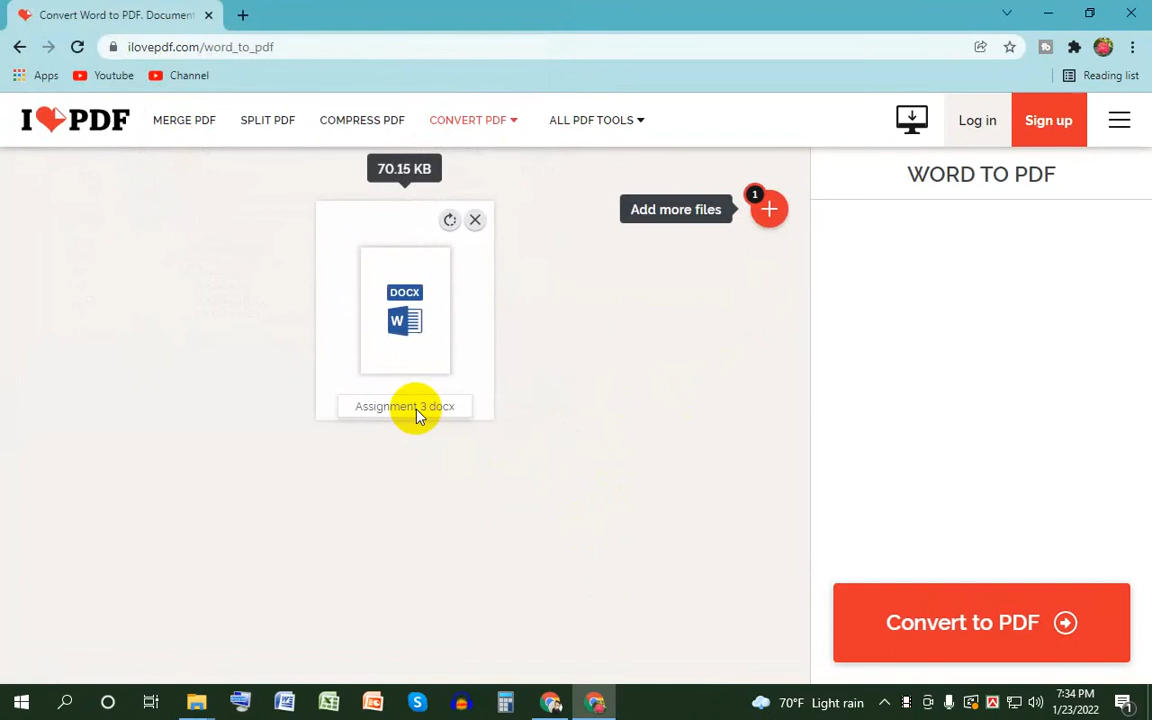 Convert Word to PDF. Document
ilovepdf.com/word_to_pdf
Apps Youtube Channel Reading list
I PDF MERGE PDF SPLIT PDF COMPRESS PDF CONVERT PDF ALL PDF TOOLS Log in Sign up
70.15 KB
WORD TO PDF
1
Add more files
DOCX
W
Assignment 3.docx
Convert to PDF
70°F Light rain
7:34 PM
1/23/2022
1